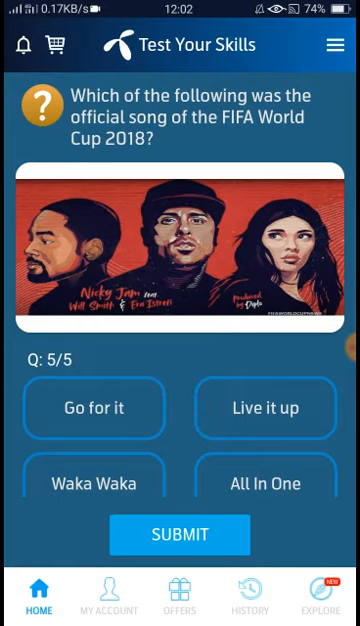 0.17KB/s 12:02 74%
Test Your Skills
Which of the following was the
official song of the FIFA World
Cup 2018?
Nicky Jam feat
Will Smith & Era Istrefi
Produced
by Diplo
FIFAWORLDCUPNEWS
Q: 5/5
Go for it Live it up
Waka Waka All In One
SUBMIT
HOME MY ACCOUNT OFFERS HISTORY EXPLORE
NEW